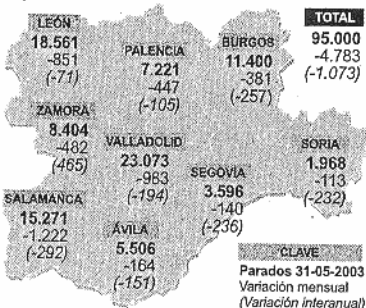 LEÓN
18.561
-851
(-71)
PALENCIA
7.221
-447
(-105)
BURGOS
11.400
-381
(-257)
TOTAL
95.000
-4.783
(-1.073)
ZAMORA
8.404
-482
(465)
VALLADOLID
23.073
-983
(-194)
SEGOVIA
3.596
-140
(-236)
SORIA
1.968
-113
(-232)
SALAMANCA
15.271
-1.222
(-292)
ÁVILA
5.506
-164
(-151)
CLAVE
Parados 31-05-2003
Variación mensual
(Variación interanual)